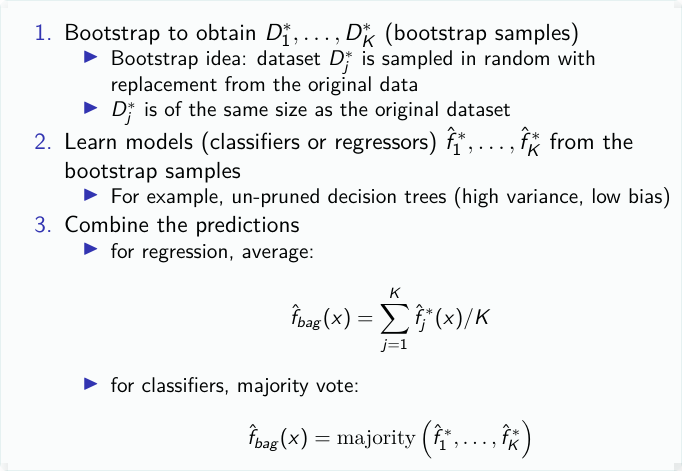 1. Bootstrap to obtain $D_1^*, \ldots, D_K^*$ (bootstrap samples)
▶ Bootstrap idea: dataset $D_j^*$ is sampled in random with
replacement from the original data
▶ $D_j^*$ is of the same size as the original dataset
2. Learn models (classifiers or regressors) $\hat{f}_1^*, \ldots, \hat{f}_K^*$ from the
bootstrap samples
▶ For example, un-pruned decision trees (high variance, low bias)
3. Combine the predictions
▶ for regression, average:
$\hat{f}_{bag}(x) = \sum_{j=1}^{K} \hat{f}_j^*(x)/K$
▶ for classifiers, majority vote:
$\hat{f}_{bag}(x) = \text{majority}\left(\hat{f}_1^*, \ldots, \hat{f}_K^*\right)$